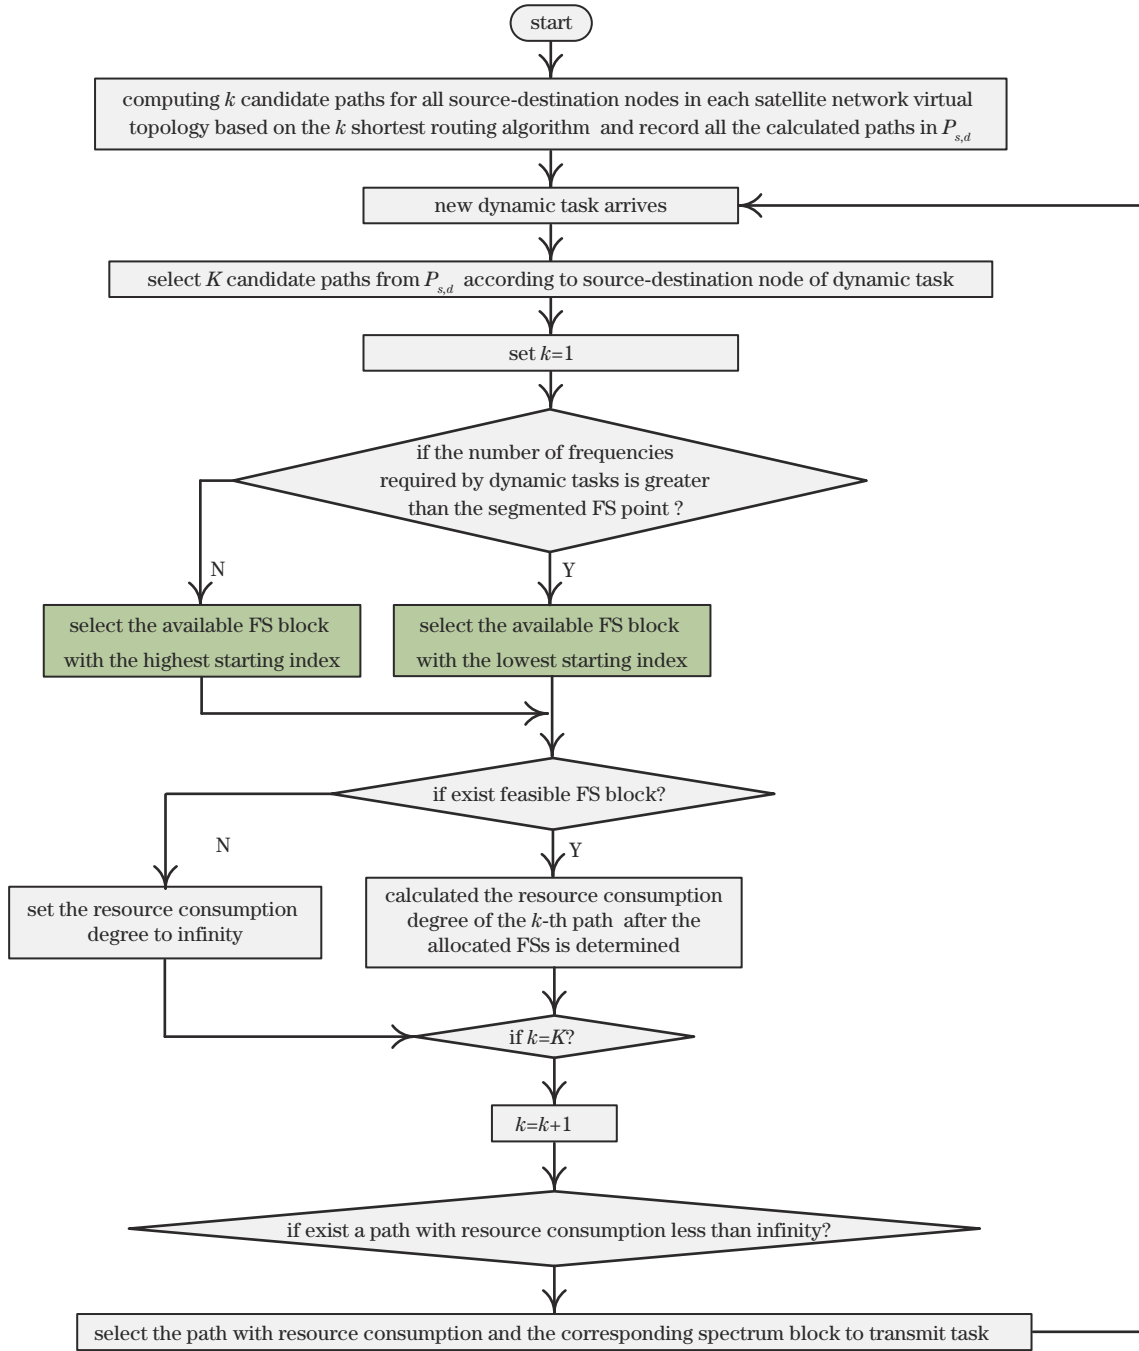 start
computing k candidate paths for all source-destination nodes in each satellite network virtual
topology based on the k shortest routing algorithm and record all the calculated paths in P_{s,d}
new dynamic task arrives
select K candidate paths from P_{s,d} according to source-destination node of dynamic task
set k=1
if the number of frequencies
required by dynamic tasks is greater
than the segmented FS point ?
N
Y
select the available FS block
with the highest starting index
select the available FS block
with the lowest starting index
if exist feasible FS block?
N
Y
set the resource consumption
degree to infinity
calculated the resource consumption
degree of the k-th path after the
allocated FSs is determined
if k=K?
k=k+1
if exist a path with resource consumption less than infinity?
select the path with resource consumption and the corresponding spectrum block to transmit task